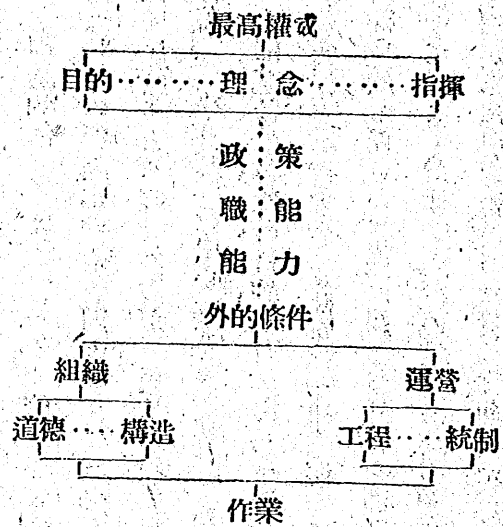 最高權威
目的………理念………指揮
政策
職能
能力
外的條件
組織 運營
道德‥‥構造 工程‥‥統制
作業